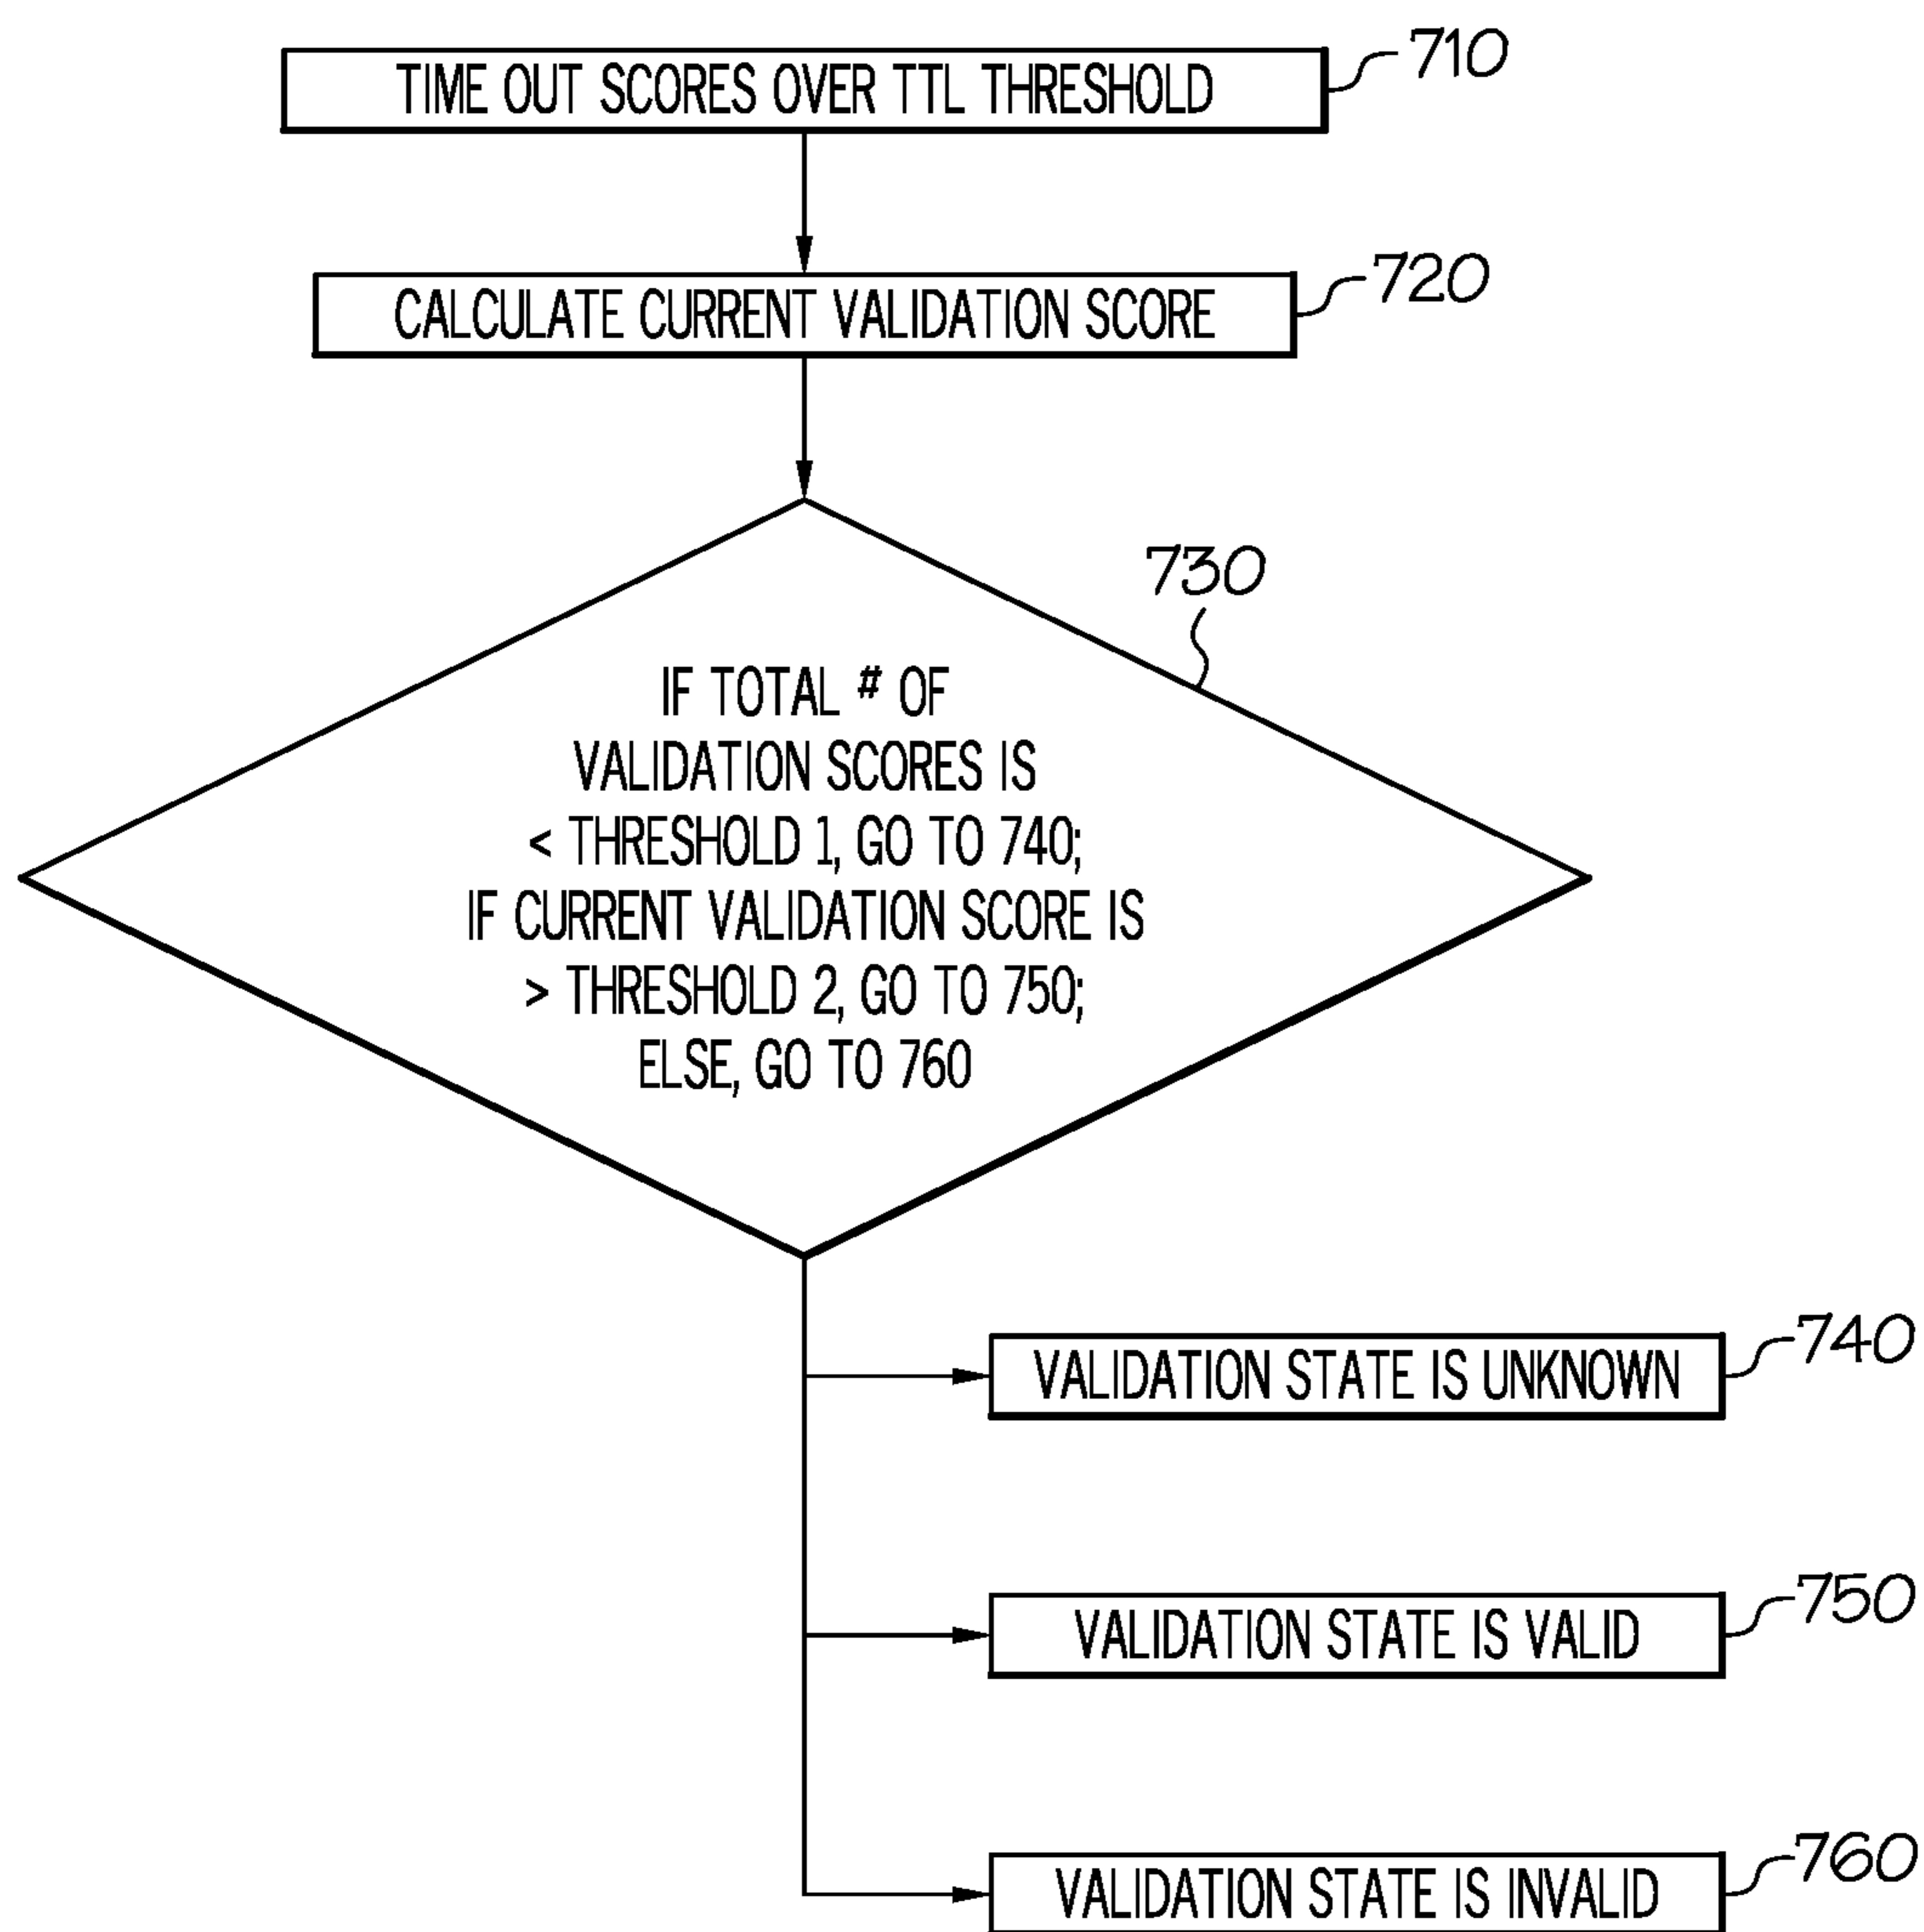 TIME OUT SCORES OVER TTL THRESHOLD
710
CALCULATE CURRENT VALIDATION SCORE
720
730
IF TOTAL # OF
VALIDATION SCORES IS
< THRESHOLD 1, GO TO 740;
IF CURRENT VALIDATION SCORE IS
> THRESHOLD 2, GO TO 750;
ELSE, GO TO 760
VALIDATION STATE IS UNKNOWN
740
VALIDATION STATE IS VALID
750
VALIDATION STATE IS INVALID
760